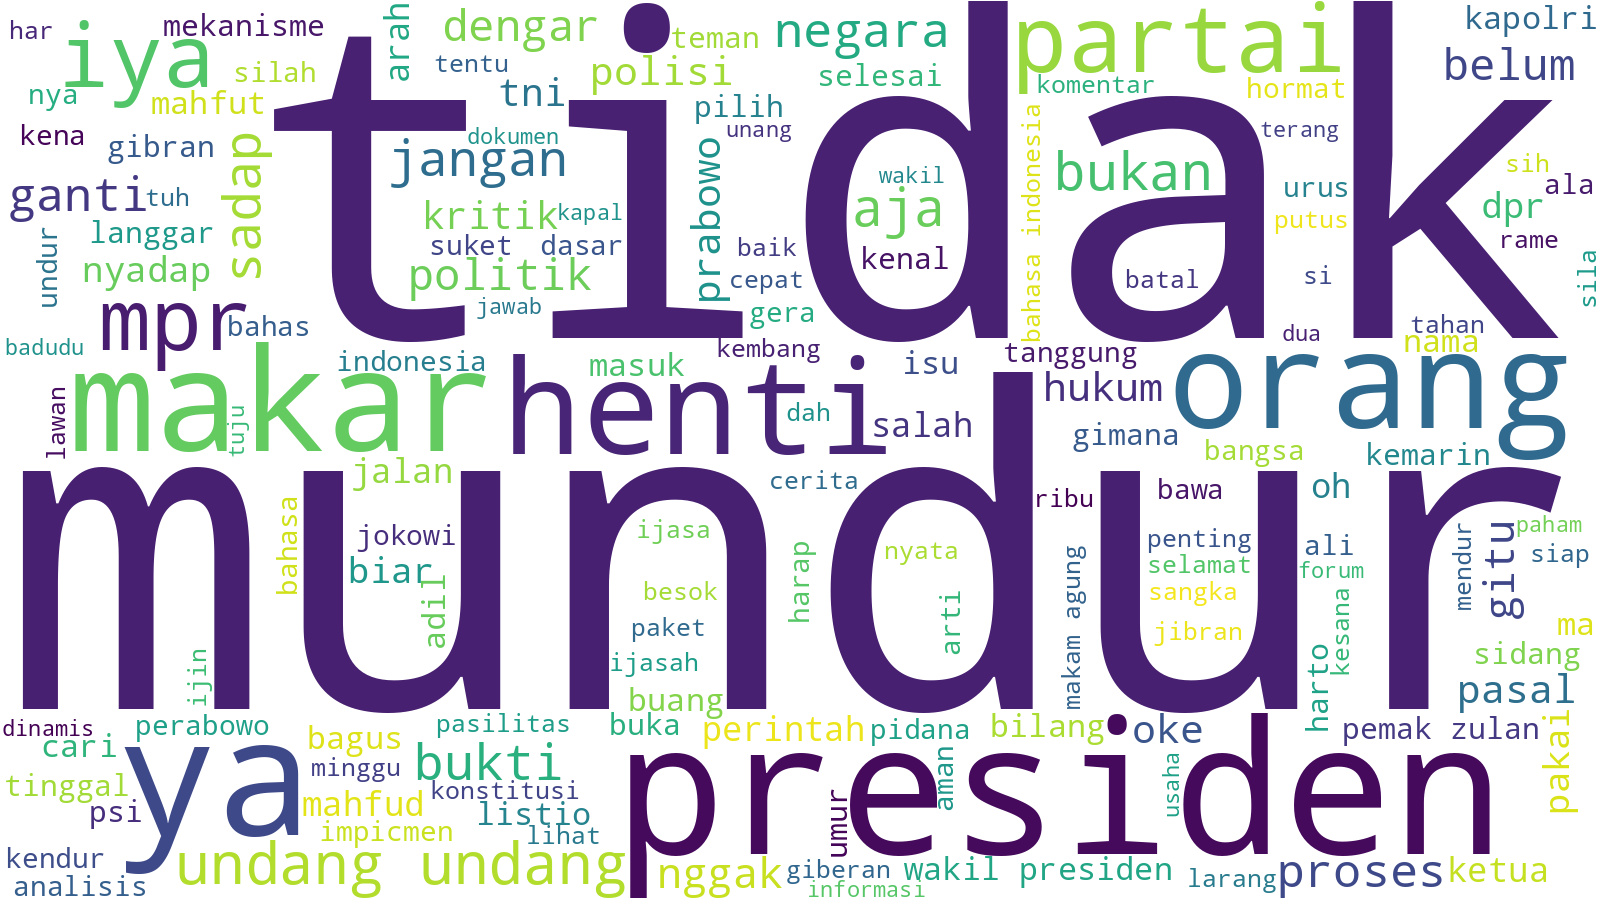 har
mekanisme
iya
arah
dengar
teman
negara
partai
kapolri
belum
silah
tentu
polisi
selesai
komentar
hormat
nya
mahfut
tni
pilih
tidak
kena
gibran
sadap
dokumen
jangan
unang
bahasa indonesia
terang
bukan
sih
ala
ganti
tuh
kritik
kapal
prabowo
wakil
aja
urus
dpr
putus
langgar
undur
suket
dasar
baik
kenal
rame
nyadap
politik
cepat
batal
si
sila
mpr
bahas
jawab
gera
dua
tahan
nama
badudu
indonesia
masuk
kembang
isu
tanggung
makar
henti
orang
hukum
lawan
tuju
dah
salah
gimana
bangsa
kemarin
jalan
cerita
ribu
bawa
oh
mundur
bahasa
jokowi
biar
adil
ijasa
harap
nyata
makam agung
penting
selamat
sangka
jibran
ali
forum
mendur
gitu
paham
siap
besok
paket
arti
kesana
ma
ijin
ijasah
buang
harto
sidang
pasal
dinamis
perabowo
pasilitas
buka
perintah
pidana
bilang
oke
pemak zulan
cari
ya
bagus
bukti
presiden
aman
usaha
pakai
tinggal
minggu
konstitusi
psi
mahfud
listio
umur
impicmen
lihat
kendur
undang undang
nggak
giberan
wakil presiden
larang
proses
ketua
analisis
informasi